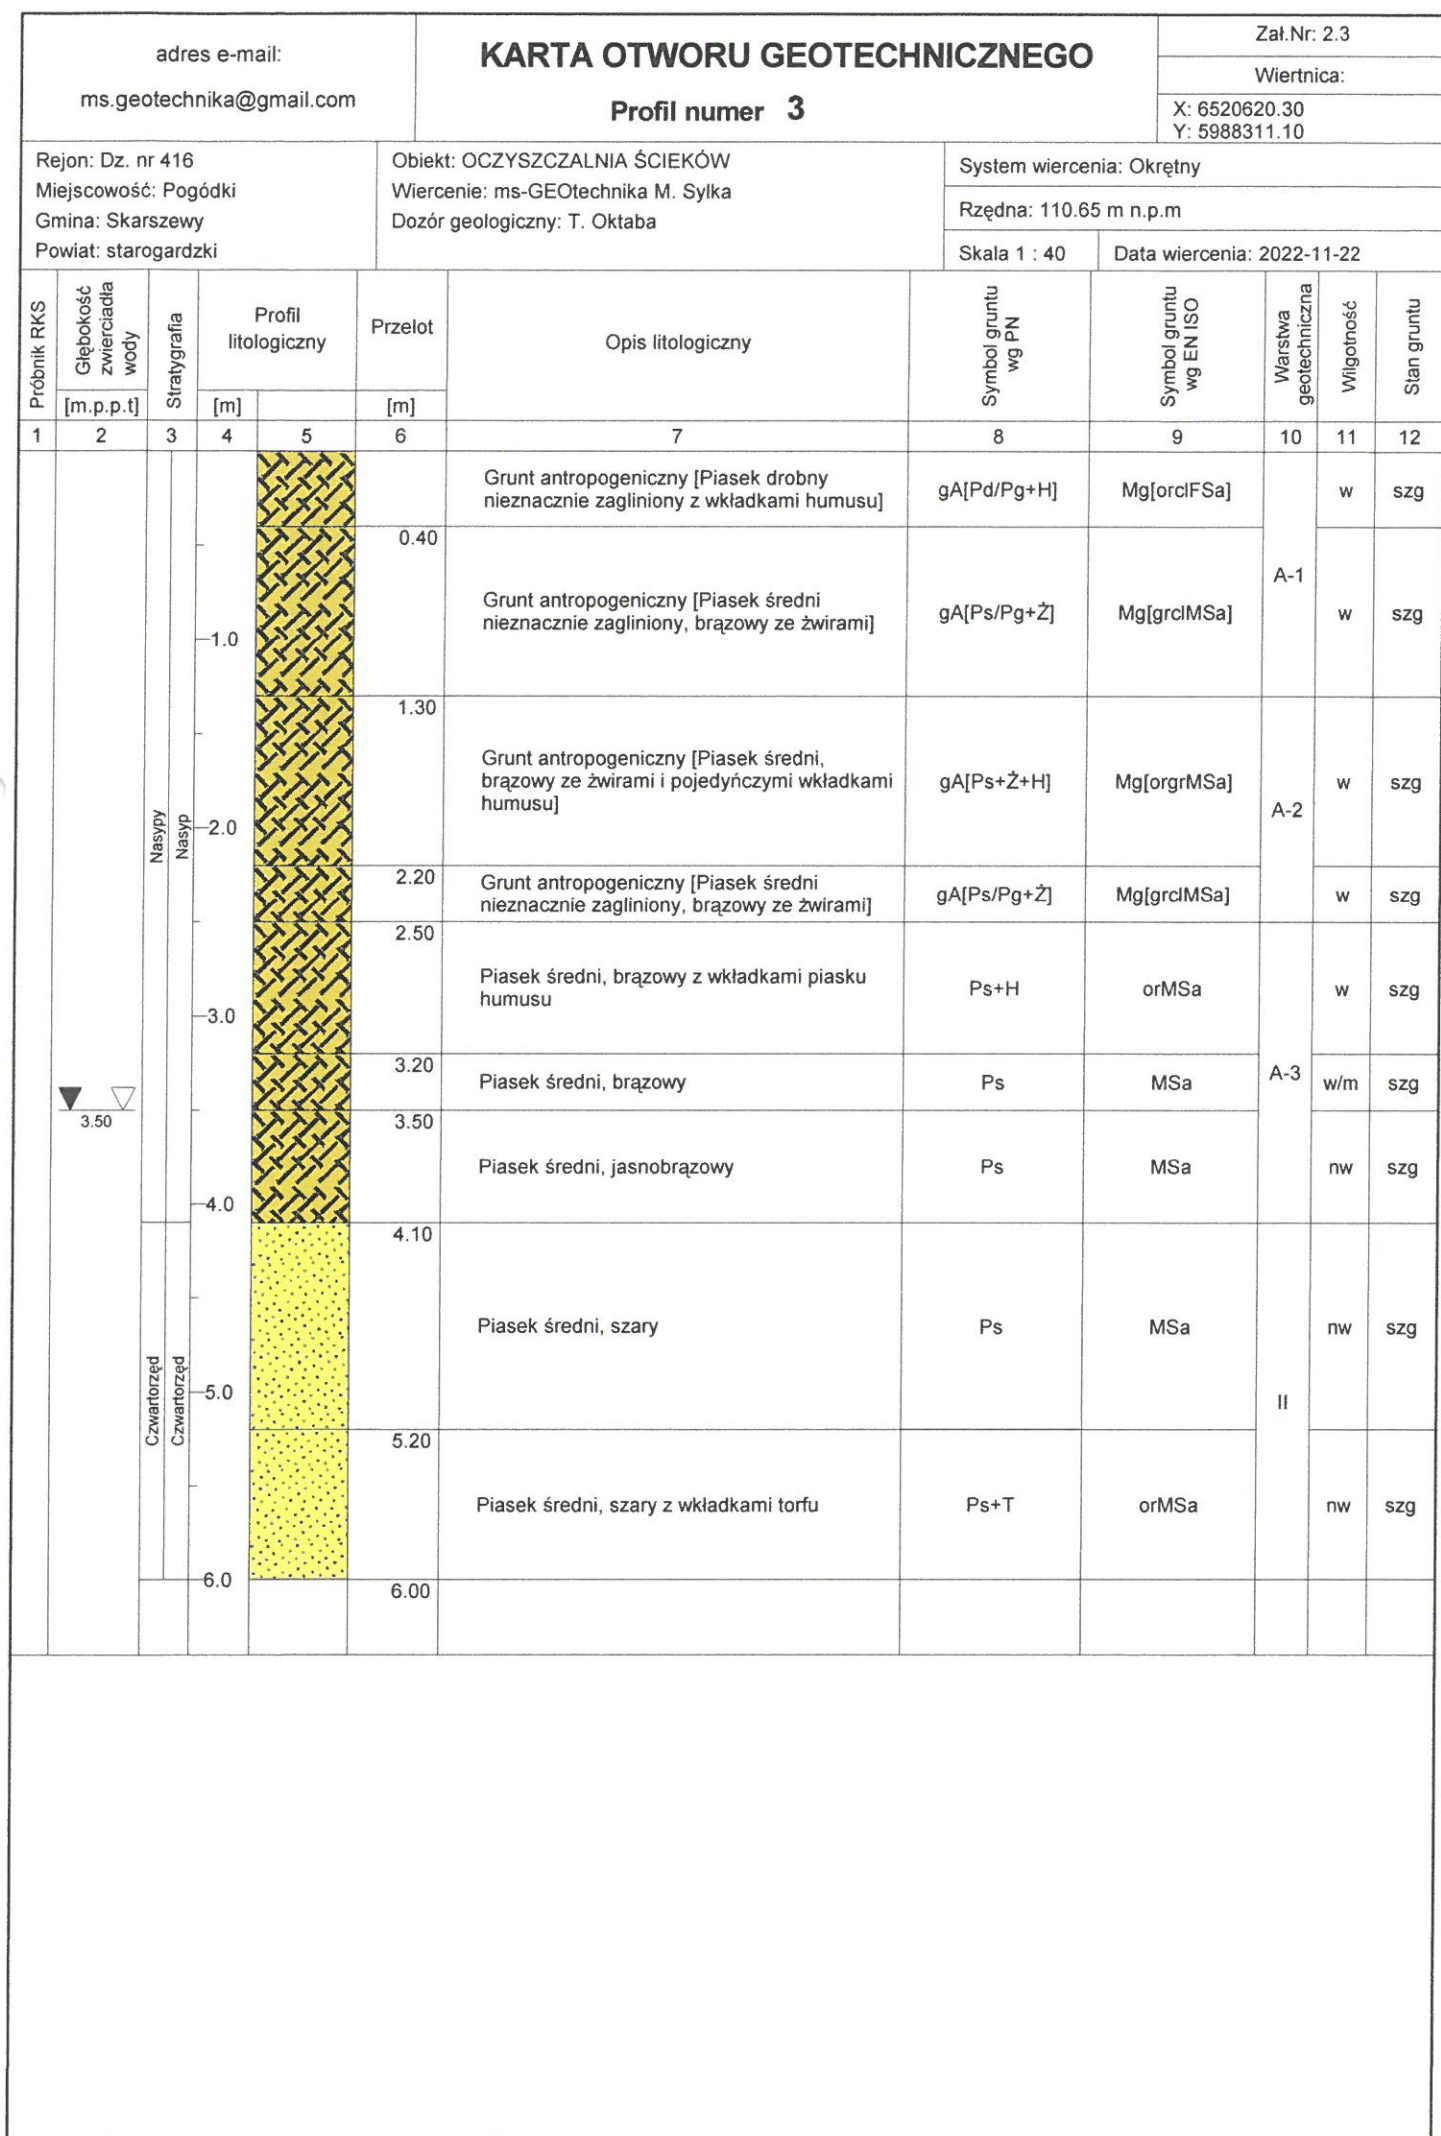 adres e-mail:
ms.geotechnika@gmail.com
KARTA OTWORU GEOTECHNICZNEGO
Profil numer 3
Zał.Nr: 2.3
Wiertnica:
X: 6520620.30
Y: 5988311.10
Rejon: Dz. nr 416
Miejscowość: Pogódki
Gmina: Skarszewy
Powiat: starogardzki
Obiekt: OCZYSZCZALNIA ŚCIEKÓW
Wiercenie: ms-GEOtechnika M. Sylka
Dozór geologiczny: T. Oktaba
System wiercenia: Okrętny
Rzędna: 110.65 m n.p.m
Skala 1 : 40
Data wiercenia: 2022-11-22
Próbnik RKS
Głębokość
zwierciadła
wody
[m.p.p.t]
Stratygrafia
Profil
litologiczny
[m]
Przelot
[m]
Opis litologiczny
Symbol gruntu
wg PN
Symbol gruntu
wg EN ISO
Warstwa
geotechniczna
Wilgotność
Stan gruntu
1 2 3 4 5 6 7 8 9 10 11 12
Grunt antropogeniczny [Piasek drobny
nieznacznie zagliniony z wkładkami humusu]
gA[Pd/Pg+H]
Mg[orclFSa]
w
szg
0.40
A-1
Grunt antropogeniczny [Piasek średni
nieznacznie zagliniony, brązowy ze żwirami]
gA[Ps/Pg+Ż]
Mg[grclMSa]
w
szg
1.0
1.30
Grunt antropogeniczny [Piasek średni,
brązowy ze żwirami i pojedyńczymi wkładkami
humusu]
gA[Ps+Ż+H]
Mg[orgrMSa]
A-2
w
szg
Nasypy
Nasyp
2.0
2.20
Grunt antropogeniczny [Piasek średni
nieznacznie zagliniony, brązowy ze żwirami]
gA[Ps/Pg+Ż]
Mg[grclMSa]
w
szg
2.50
Piasek średni, brązowy z wkładkami piasku
humusu
Ps+H
orMSa
w
szg
3.0
3.20
Piasek średni, brązowy
Ps
MSa
A-3
w/m
szg
3.50
3.50
Piasek średni, jasnobrązowy
Ps
MSa
nw
szg
4.0
4.10
Piasek średni, szary
Ps
MSa
nw
szg
Czwartorzęd
Czwartorzęd
5.0
II
5.20
Piasek średni, szary z wkładkami torfu
Ps+T
orMSa
nw
szg
6.0
6.00